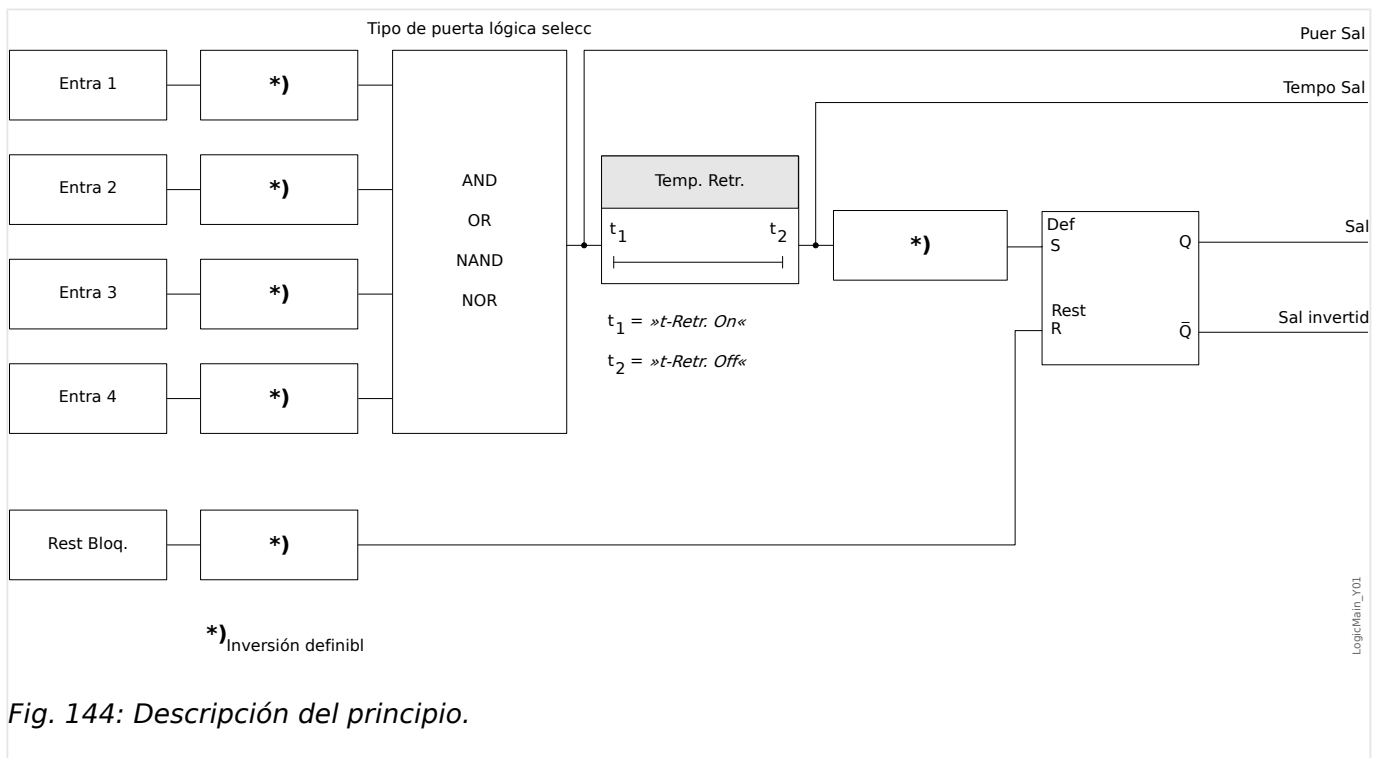 Tipo de puerta lógica selecc
Puer Sal
Tempo Sal
Entra 1
*)
Entra 2
*)
Entra 3
*)
Entra 4
*)
AND
OR
NAND
NOR
Temp. Retr.
t1
t2
t1 = »t-Retr. On«
t2 = »t-Retr. Off«
*)
Def
S
Q
Sal
Rest
R
Q̅
Sal invertid
Rest Bloq.
*)
*) Inversión definibl
LogicMain_Y01
Fig. 144: Descripción del principio.